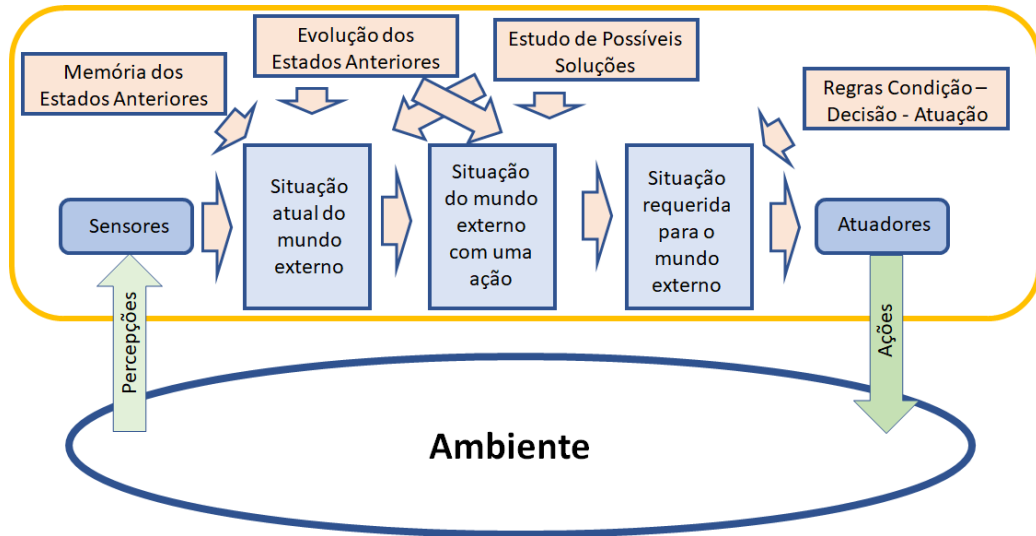 Memória dos
Estados Anteriores
Evolução dos
Estados Anteriores
Estudo de Possíveis
Soluções
Regras Condição –
Decisão - Atuação
Sensores
Situação
atual do
mundo
externo
Situação
do mundo
externo
com uma
ação
Situação
requerida
para o
mundo
externo
Atuadores
Percepções
Ações
Ambiente